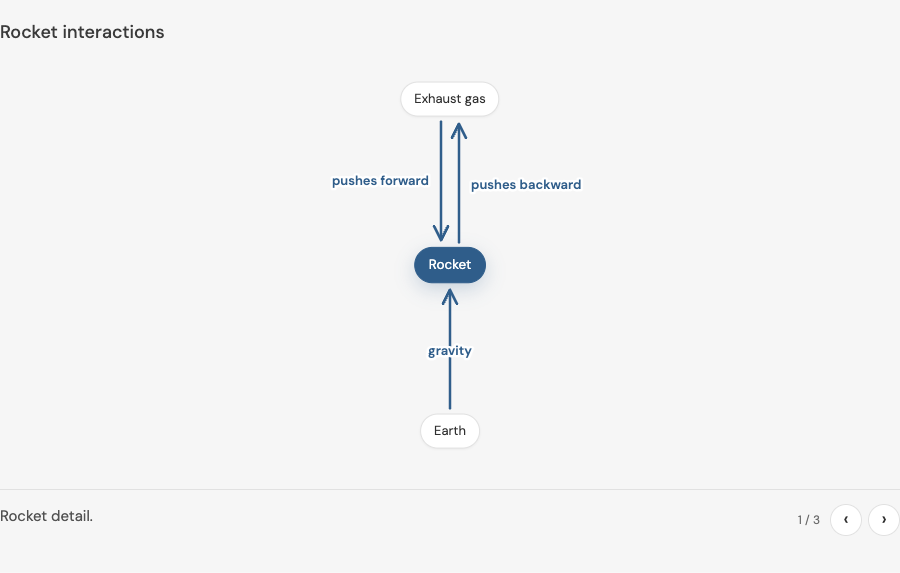 Rocket interactions
Exhaust gas
pushes forward
pushes backward
Rocket
gravity
Earth
Rocket detail.
1 / 3
‹ ›